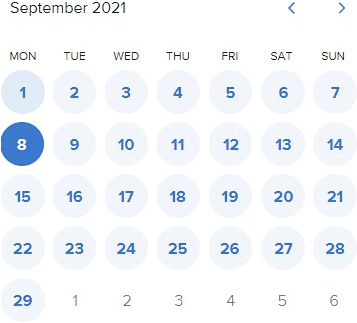 September 2021
MON TUE WED THU FRI SAT SUN
1 2 3 4 5 6 7
8 9 10 11 12 13 14
15 16 17 18 19 20 21
22 23 24 25 26 27 28
29 1 2 3 4 5 6